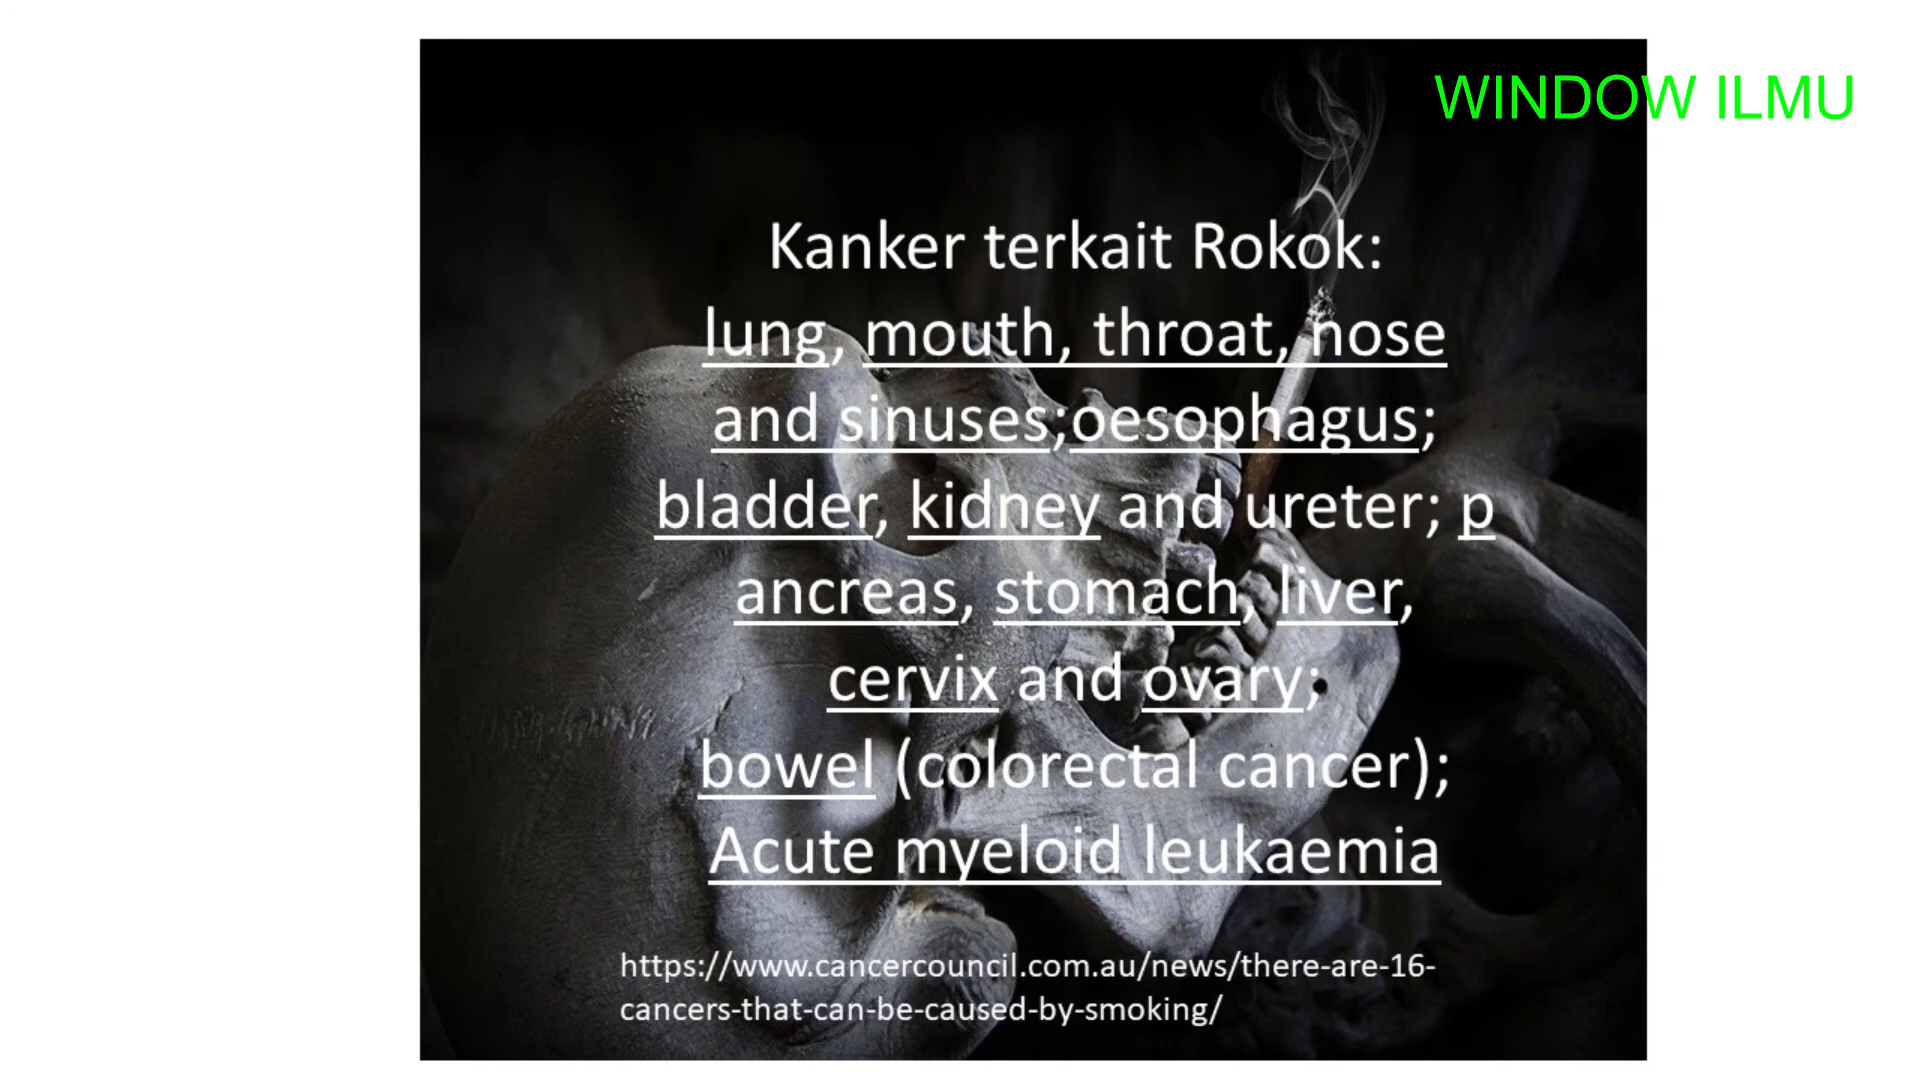 WINDOW ILMU
Kanker terkait Rokok:
lung, mouth, throat, nose
and sinuses;oesophagus;
bladder, kidney and ureter; p
ancreas, stomach, liver,
cervix and ovary;
bowel (colorectal cancer);
Acute myeloid leukaemia
https://www.cancercouncil.com.au/news/there-are-16-
cancers-that-can-be-caused-by-smoking/